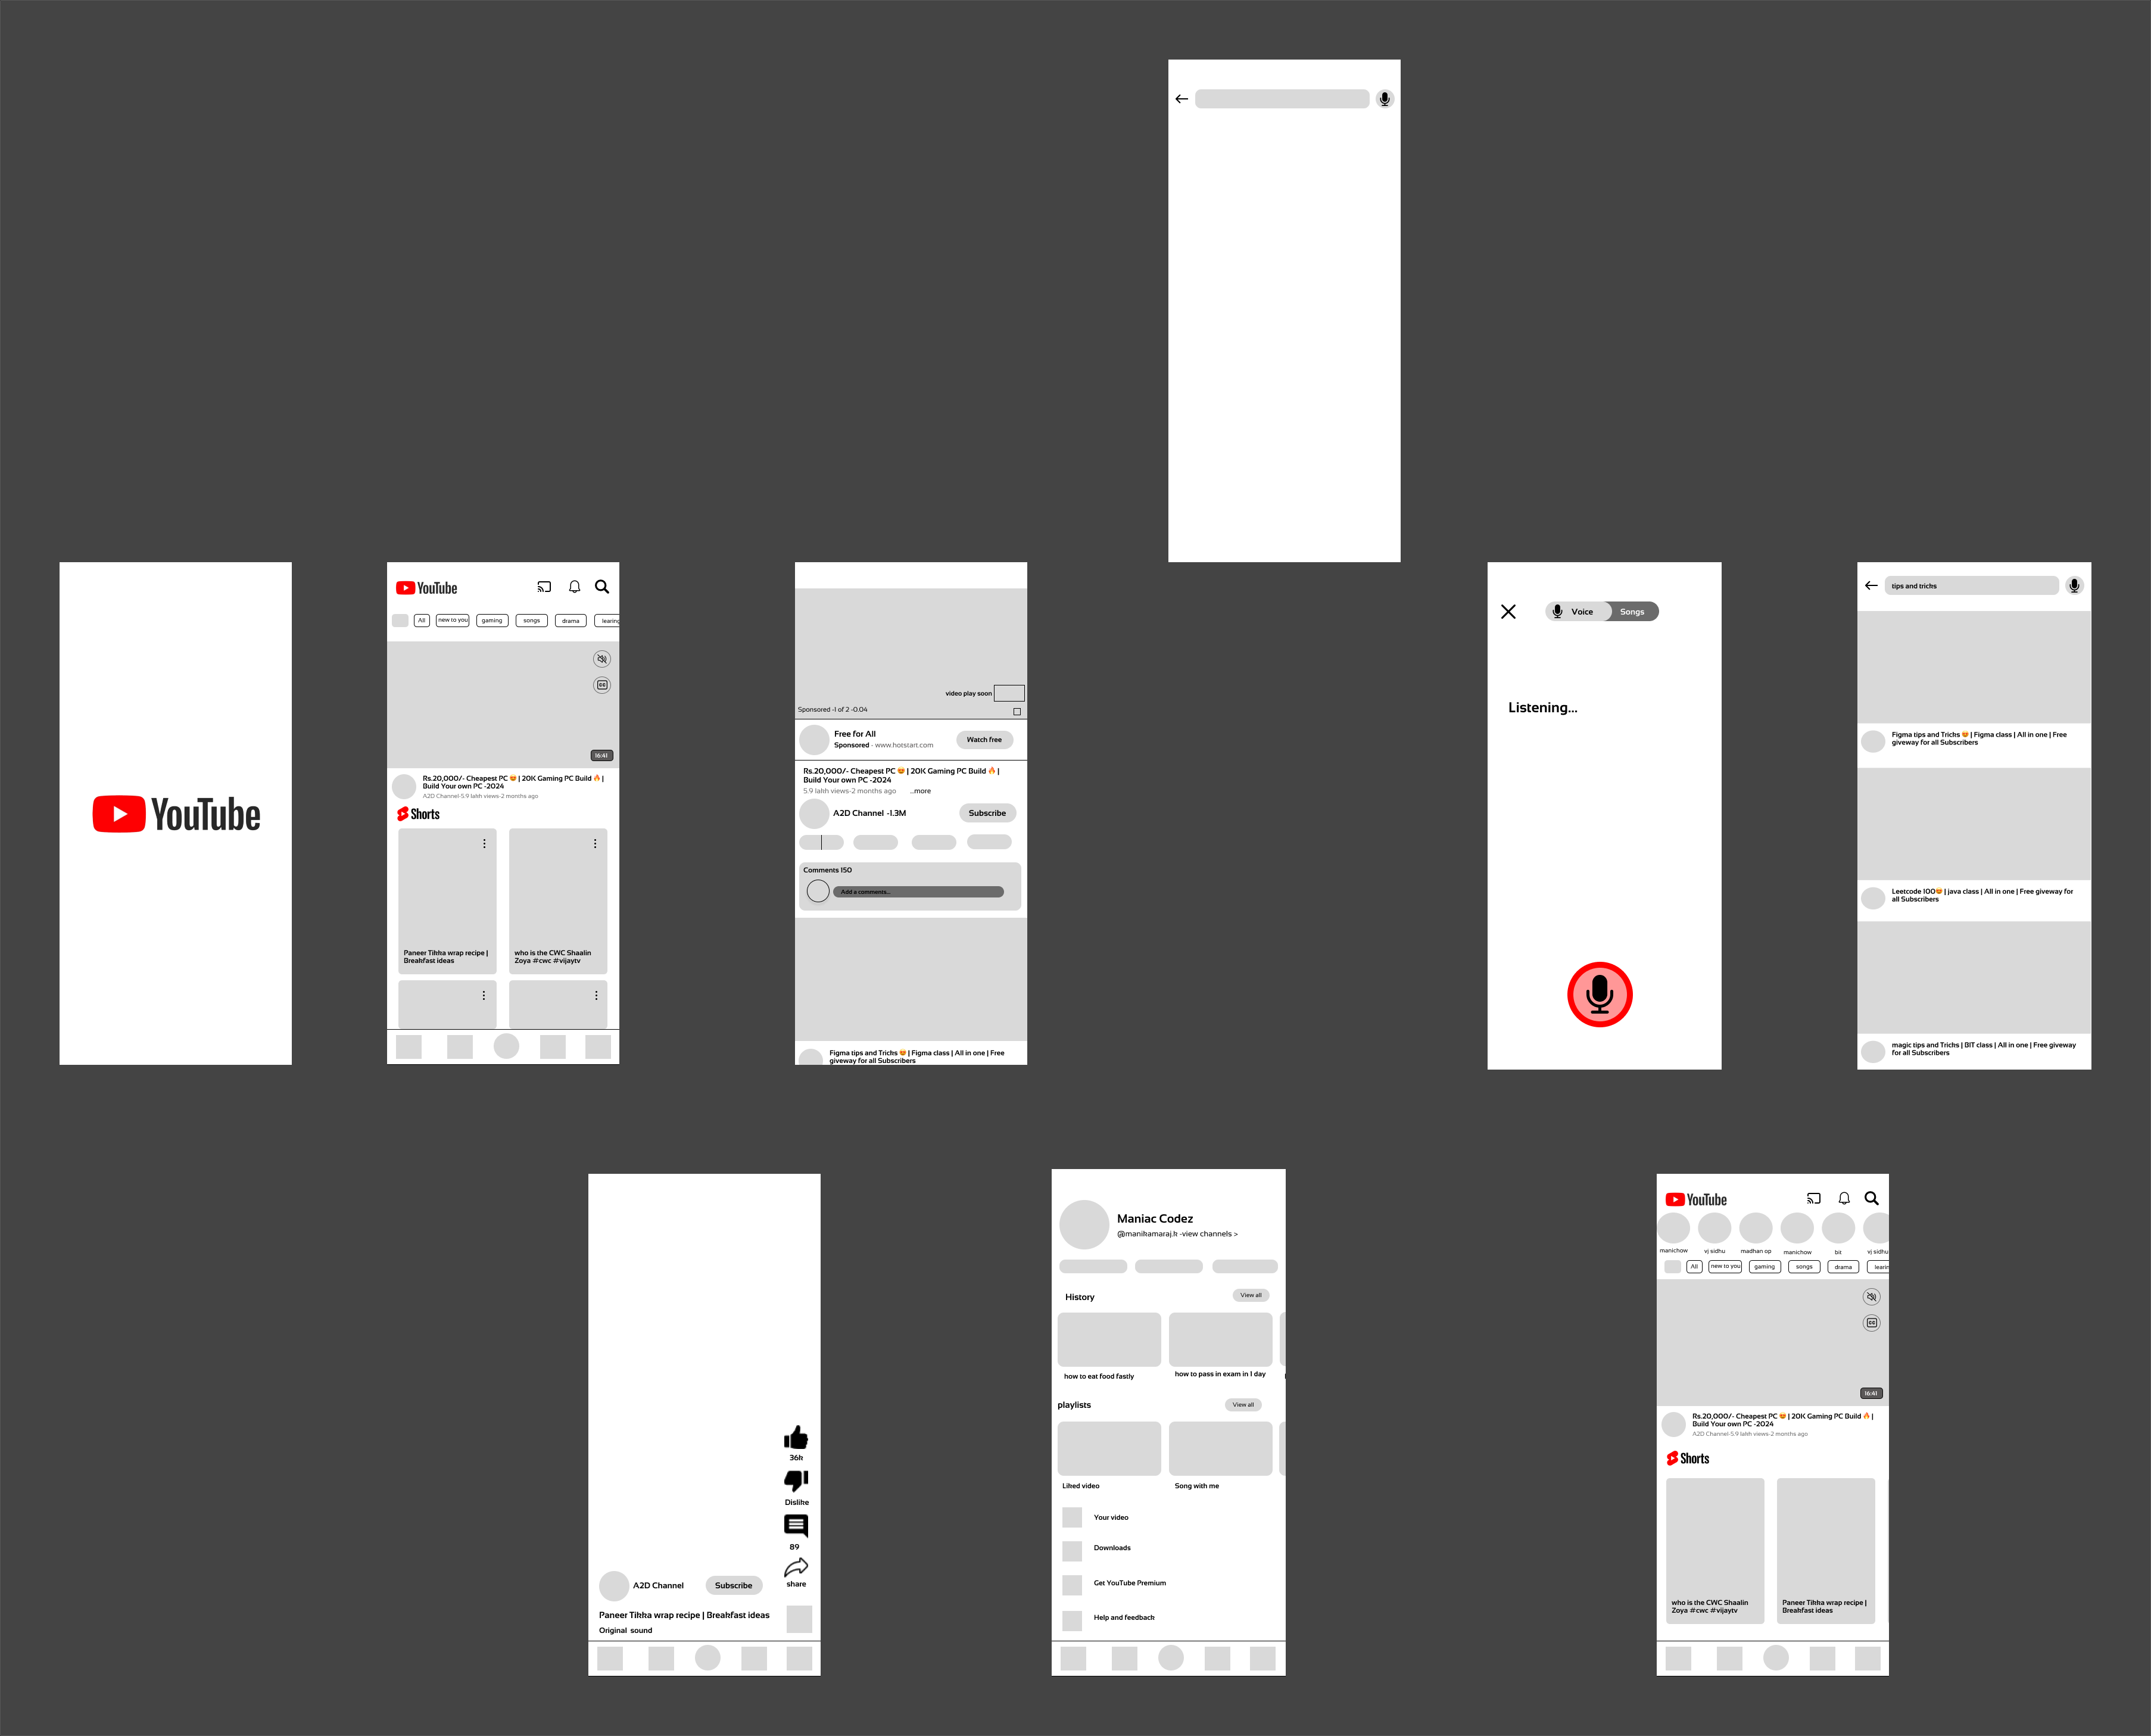 YouTube
YouTube
All
new to you
gaming
songs
drama
learing
16:41
Rs.20,000/- Cheapest PC 😍 | 20K Gaming PC Build 🔥 |
Build Your own PC -2024
A2D Channel-5.9 lakh views-2 months ago
Shorts
Paneer Tikka wrap recipe |
Breakfast ideas
who is the CWC Shaalin
Zoya #cwc #vijaytv
video play soon
Sponsored -1 of 2 -0.04
Free for All
Sponsored - www.hotstart.com
Watch free
Rs.20,000/- Cheapest PC 😍 | 20K Gaming PC Build 🔥 |
Build Your own PC -2024
5.9 lakh views-2 months ago
...more
A2D Channel -1.3M
Subscribe
Comments 150
Add a comments...
Figma tips and Tricks 😍 | Figma class | All in one | Free
giveway for all Subscribers
Voice
Songs
Listening...
tips and tricks
Figma tips and Tricks 😍 | Figma class | All in one | Free
giveway for all Subscribers
Leetcode 100😍 | java class | All in one | Free giveway for
all Subscribers
magic tips and Tricks | BIT class | All in one | Free giveway
for all Subscribers
36k
Dislike
89
share
A2D Channel
Subscribe
Paneer Tikka wrap recipe | Breakfast ideas
Original sound
Maniac Codez
@manikamaraj.k -view channels >
History
View all
how to eat food fastly
how to pass in exam in 1 day
playlists
View all
Liked video
Song with me
Your video
Downloads
Get YouTube Premium
Help and feedback
YouTube
manichow
vj sidhu
madhan op
manichow
bit
vj sidhu
All
new to you
gaming
songs
drama
learin
16:41
Rs.20,000/- Cheapest PC 😍 | 20K Gaming PC Build 🔥 |
Build Your own PC -2024
A2D Channel-5.9 lakh views-2 months ago
Shorts
who is the CWC Shaalin
Zoya #cwc #vijaytv
Paneer Tikka wrap recipe |
Breakfast ideas